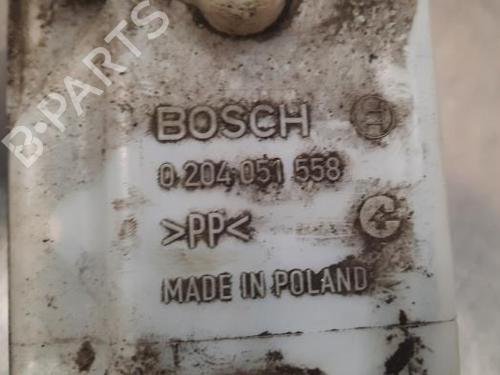 B-PARTS
BOSCH
0 204 051 558
>PP<
MADE IN POLAND